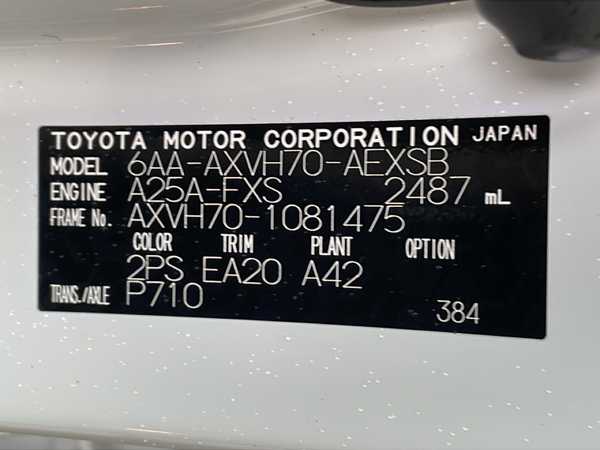 TOYOTA MOTOR CORPORATION JAPAN
MODEL 6AA-AXVH70-AEXSB
ENGINE A25A-FXS 2487 mL
FRAME No. AXVH70-1081475
COLOR TRIM PLANT OPTION
2PS EA20 A42
TRANS./AXLE P710
384